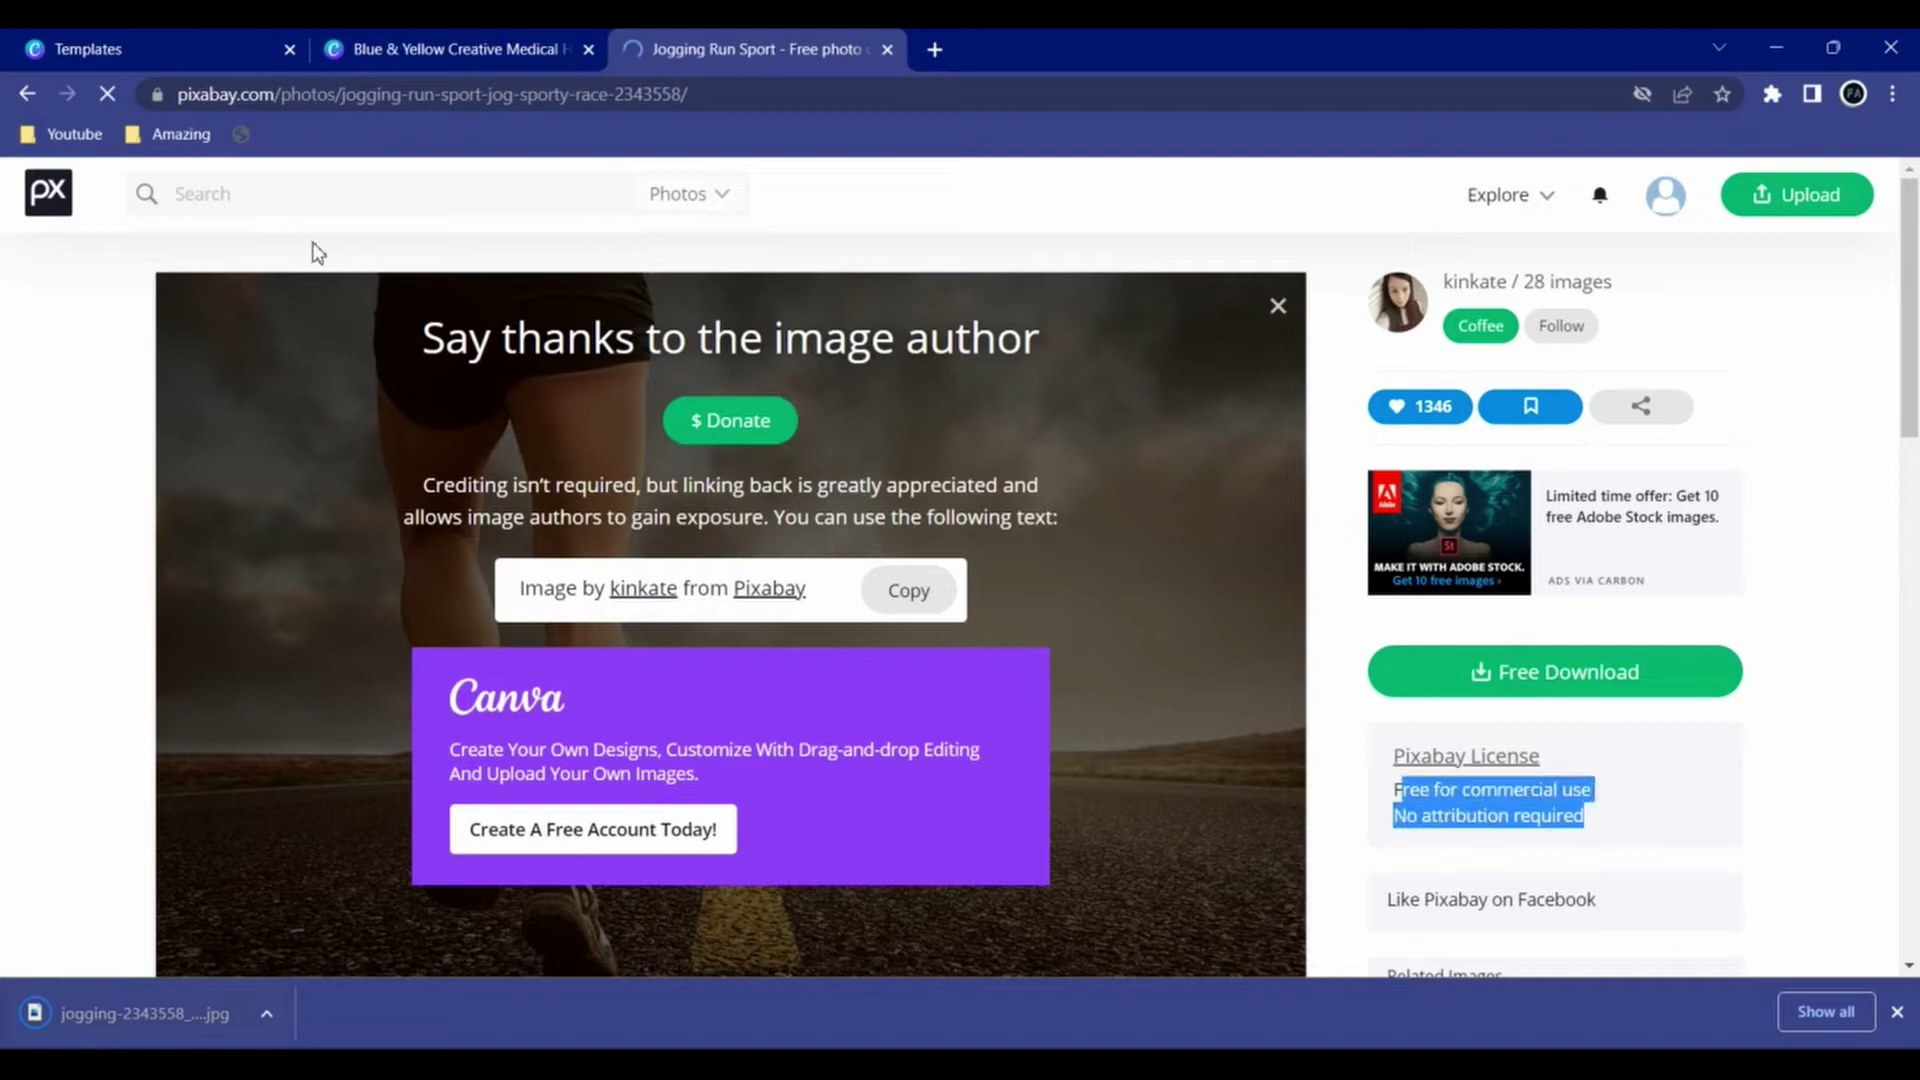 Templates
Blue & Yellow Creative Medical H
Jogging Run Sport - Free photo
pixabay.com/photos/jogging-run-sport-jog-sporty-race-2343558/
FA
Youtube
Amazing
px
Search
Photos
Explore
Upload
Say thanks to the image author
$ Donate
Crediting isn't required, but linking back is greatly appreciated and
allows image authors to gain exposure. You can use the following text:
Image by kinkate from Pixabay
Copy
Canva
Create Your Own Designs, Customize With Drag-and-drop Editing
And Upload Your Own Images.
Create A Free Account Today!
kinkate / 28 images
Coffee
Follow
1346
St
MAKE IT WITH ADOBE STOCK.
Get 10 free images ›
Limited time offer: Get 10
free Adobe Stock images.
ADS VIA CARBON
Free Download
Pixabay License
Free for commercial use
No attribution required
Like Pixabay on Facebook
Related Images
jogging-2343558_....jpg
Show all